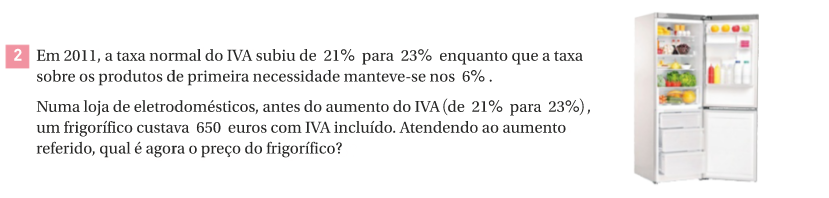 2 Em 2011, a taxa normal do IVA subiu de 21% para 23% enquanto que a taxa
sobre os produtos de primeira necessidade manteve-se nos 6% .
Numa loja de eletrodomésticos, antes do aumento do IVA (de 21% para 23%),
um frigorífico custava 650 euros com IVA incluído. Atendendo ao aumento
referido, qual é agora o preço do frigorífico?